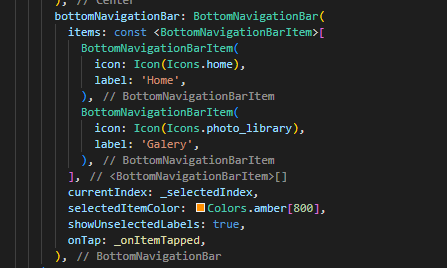 ), // Center
bottomNavigationBar: BottomNavigationBar(
items: const <BottomNavigationBarItem>[
BottomNavigationBarItem(
icon: Icon(Icons.home),
label: 'Home',
), // BottomNavigationBarItem
BottomNavigationBarItem(
icon: Icon(Icons.photo_library),
label: 'Galery',
), // BottomNavigationBarItem
], // <BottomNavigationBarItem>[]
currentIndex: _selectedIndex,
selectedItemColor: Colors.amber[800],
showUnselectedLabels: true,
onTap: _onItemTapped,
), // BottomNavigationBar